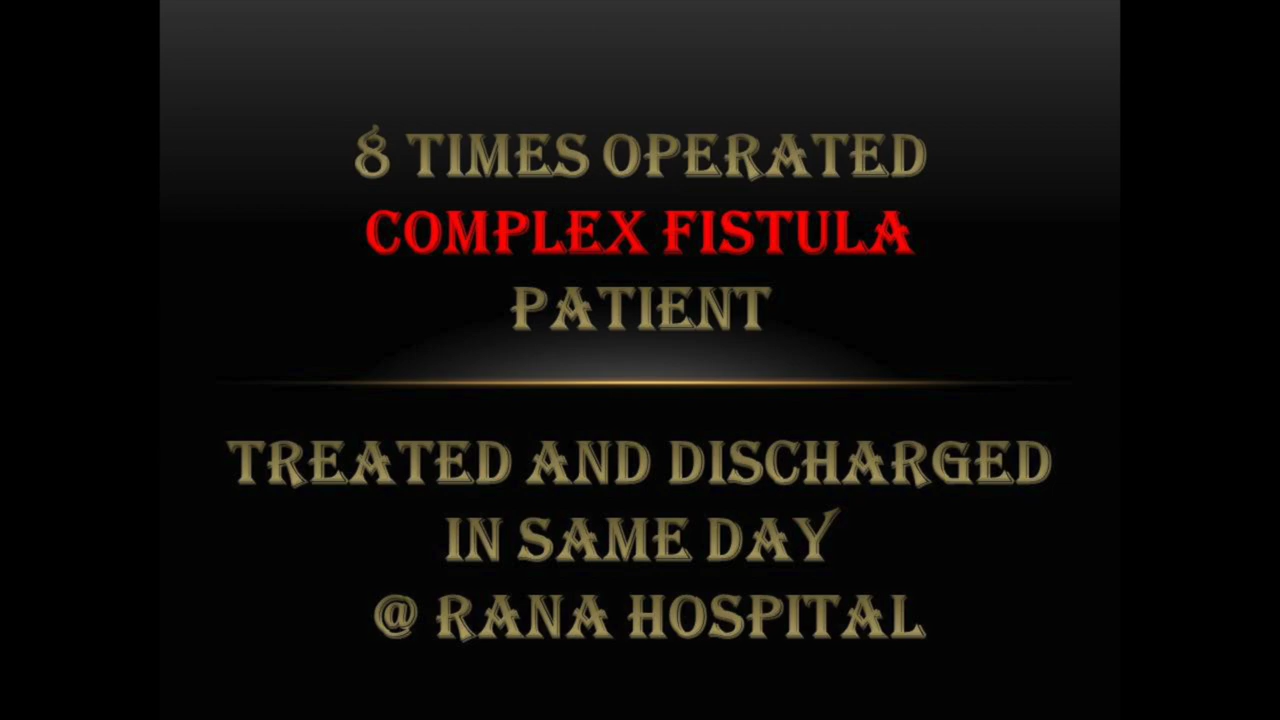 8 TIMES OPERATED
COMPLEX FISTULA
PATIENT
TREATED AND DISCHARGED
IN SAME DAY
@ RANA HOSPITAL